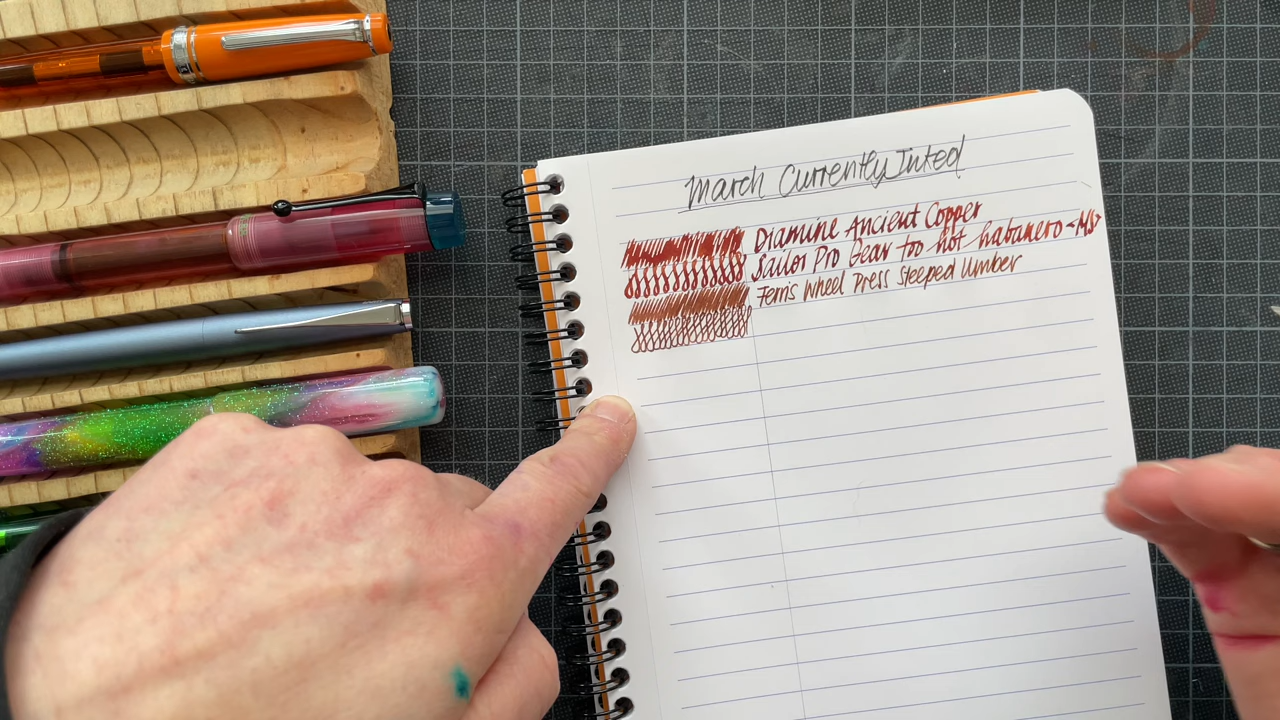 March Currently Inked
Diamine Ancient Copper
Sailor Pro Gear too hot habanero <MS>
Ferris Wheel Press Steeped Umber